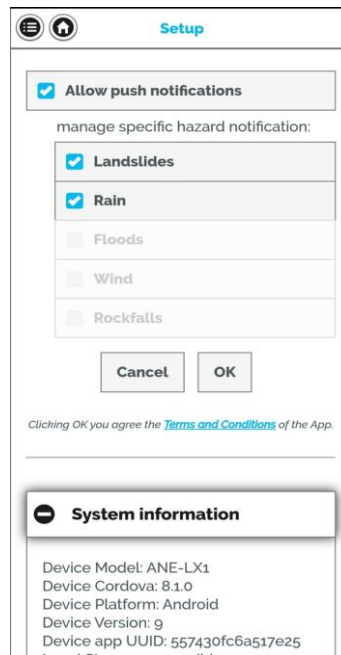 Setup
Allow push notifications
manage specific hazard notification:
Landslides
Rain
Floods
Wind
Rockfalls
Cancel OK
Clicking OK you agree the Terms and Conditions of the App.
System information
Device Model: ANE-LX1
Device Cordova: 8.1.0
Device Platform: Android
Device Version: 9
Device app UUID: 557430fc6a517e25